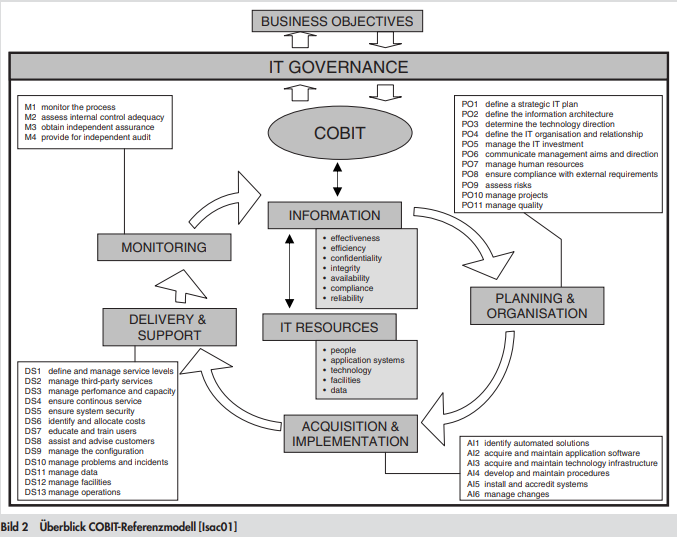 BUSINESS OBJECTIVES
IT GOVERNANCE
COBIT
M1 monitor the process
M2 assess internal control adequacy
M3 obtain independent assurance
M4 provide for independent audit
PO1 define a strategic IT plan
PO2 define the information architecture
PO3 determine the technology direction
PO4 define the IT organisation and relationship
PO5 manage the IT investment
PO6 communicate management aims and direction
PO7 manage human resources
PO8 ensure compliance with external requirements
PO9 assess risks
PO10 manage projects
PO11 manage quality
INFORMATION
• effectiveness
• efficiency
• confidentiality
• integrity
• availability
• compliance
• reliability
MONITORING
PLANNING &
ORGANISATION
DELIVERY &
SUPPORT
IT RESOURCES
• people
• application systems
• technology
• facilities
• data
DS1 define and manage service levels
DS2 manage third-party services
DS3 manage perfomance and capacity
DS4 ensure continous service
DS5 ensure system security
DS6 identify and allocate costs
DS7 educate and train users
DS8 assist and advise customers
DS9 manage the configuration
DS10 manage problems and incidents
DS11 manage data
DS12 manage facilities
DS13 manage operations
ACQUISITION &
IMPLEMENTATION
AI1 identify automated solutions
AI2 acquire and maintain application software
AI3 acquire and maintain technology infrastructure
AI4 develop and maintain procedures
AI5 install and accredit systems
AI6 manage changes
Bild 2 Überblick COBIT-Referenzmodell [Isac01]